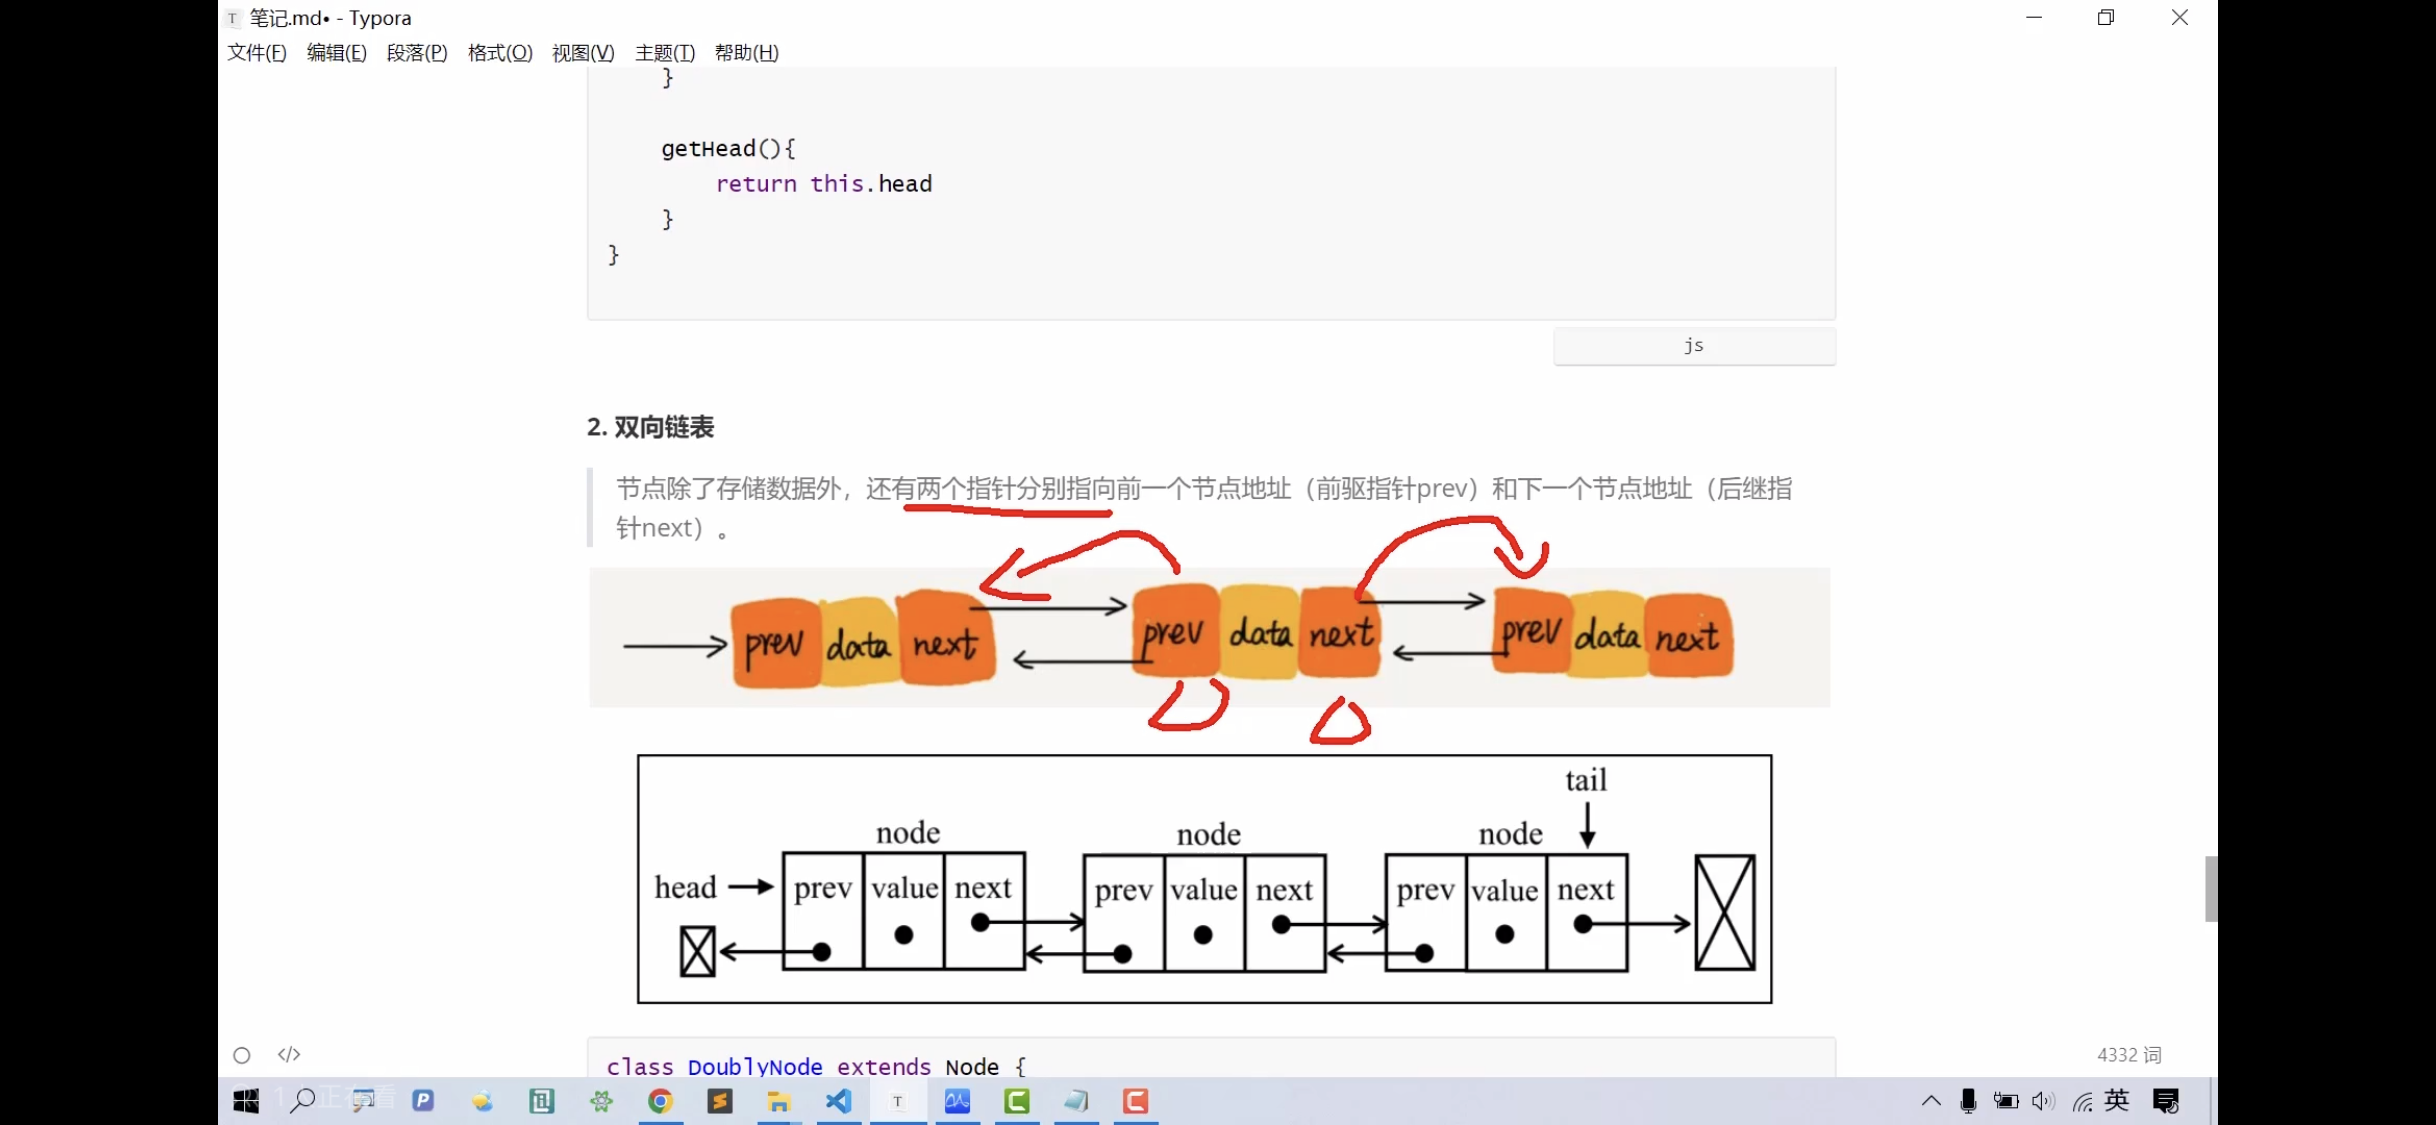 笔记.md• - Typora
文件(F) 编辑(E) 段落(P) 格式(O) 视图(V) 主题(T) 帮助(H)
}
getHead(){
return this.head
}
}
js
2. 双向链表
节点除了存储数据外，还有两个指针分别指向前一个节点地址（前驱指针prev）和下一个节点地址（后继指
针next）。
prev data next prev data next prev data next
tail
node node node
head prev value next prev value next prev value next
class DoublyNode extends Node {
4332 词
英